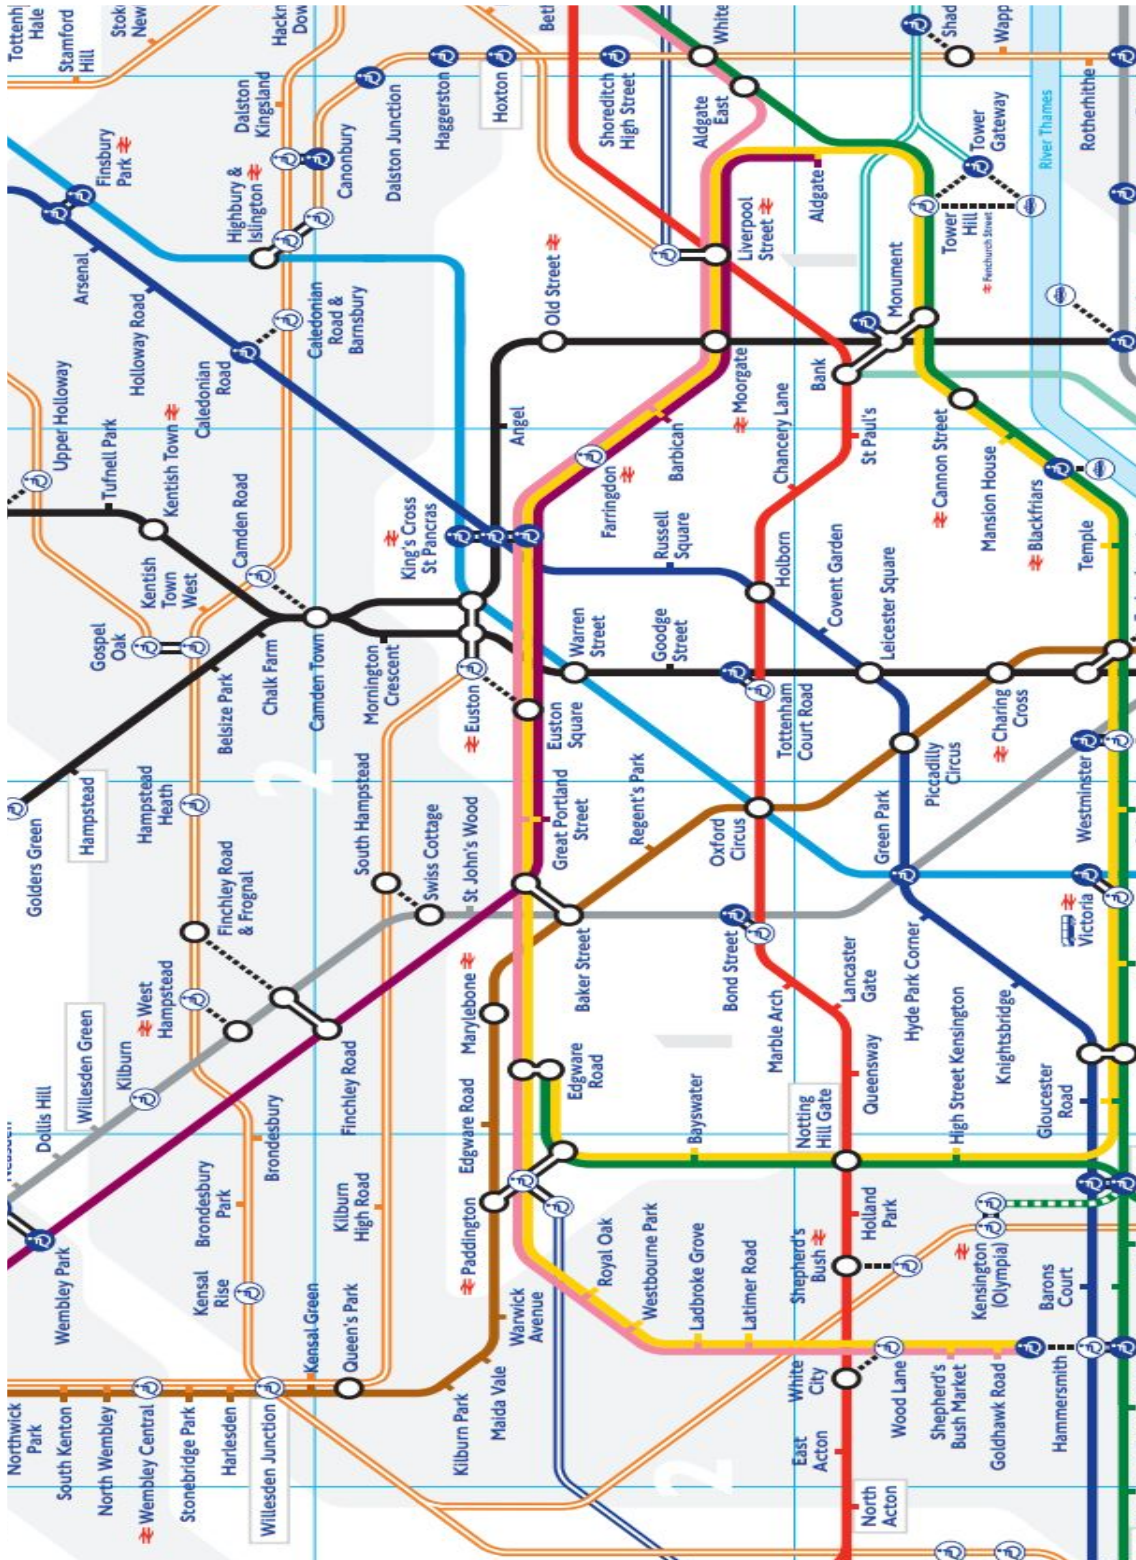 Tottenh
Hale
Stamford
Hill
Stok
New
Hackn
Dow
Dalston
Kingsland
Finsbury
Park
Highbury &
Islington
Canonbury
Dalston Junction
Haggerston
Hoxton
Shoreditch
High Street
Beth
White
Aldgate
East
Shad
Wapp
Rotherhithe
Arsenal
Holloway Road
Caledonian
Road &
Barnsbury
Caledonian
Road
Upper Holloway
Tufnell Park
Kentish Town
Camden Road
Kentish
Town
West
Gospel
Oak
Old Street
Liverpool
Street
Aldgate
Tower
Gateway
Tower
Hill
Fenchurch Street
River Thames
Monument
Bank
Moorgate
Barbican
Farringdon
Angel
King's Cross
St Pancras
Chancery Lane
St Paul's
Cannon Street
Mansion House
Blackfriars
Temple
Russell
Square
Holborn
Covent Garden
Leicester Square
Golders Green
Hampstead
Belsize Park
Chalk Farm
Camden Town
Mornington
Crescent
Euston
Euston
Square
Warren
Street
Goodge
Street
Tottenham
Court Road
Charing
Cross
Piccadilly
Circus
Hampstead
Heath
2
Finchley Road
& Frognal
South Hampstead
Swiss Cottage
St John's Wood
Great Portland
Street
Regent's Park
Oxford
Circus
Green Park
Westminster
Victoria
West
Hampstead
Willesden Green
Kilburn
Dollis Hill
Finchley Road
Marylebone
Baker Street
Bond Street
Marble Arch
Lancaster
Gate
Hyde Park Corner
Knightsbridge
Edgware Road
Edgware
Road
Bayswater
Notting
Hill Gate
Queensway
High Street Kensington
Gloucester
Road
Wembley Park
Brondesbury
Brondesbury
Park
Kensal
Rise
Kilburn
High Road
Paddington
Royal Oak
Westbourne Park
Ladbroke Grove
Latimer Road
Shepherd's
Bush
Holland
Park
Kensington
(Olympia)
Barons
Court
Northwick
Park
South Kenton
North Wembley
Wembley Central
Stonebridge Park
Harlesden
Willesden Junction
Kensal Green
Queen's Park
Kilburn Park
Maida Vale
Warwick
Avenue
White
City
Wood Lane
Shepherd's
Bush Market
Goldhawk Road
Hammersmith
East
Acton
North
Acton
2